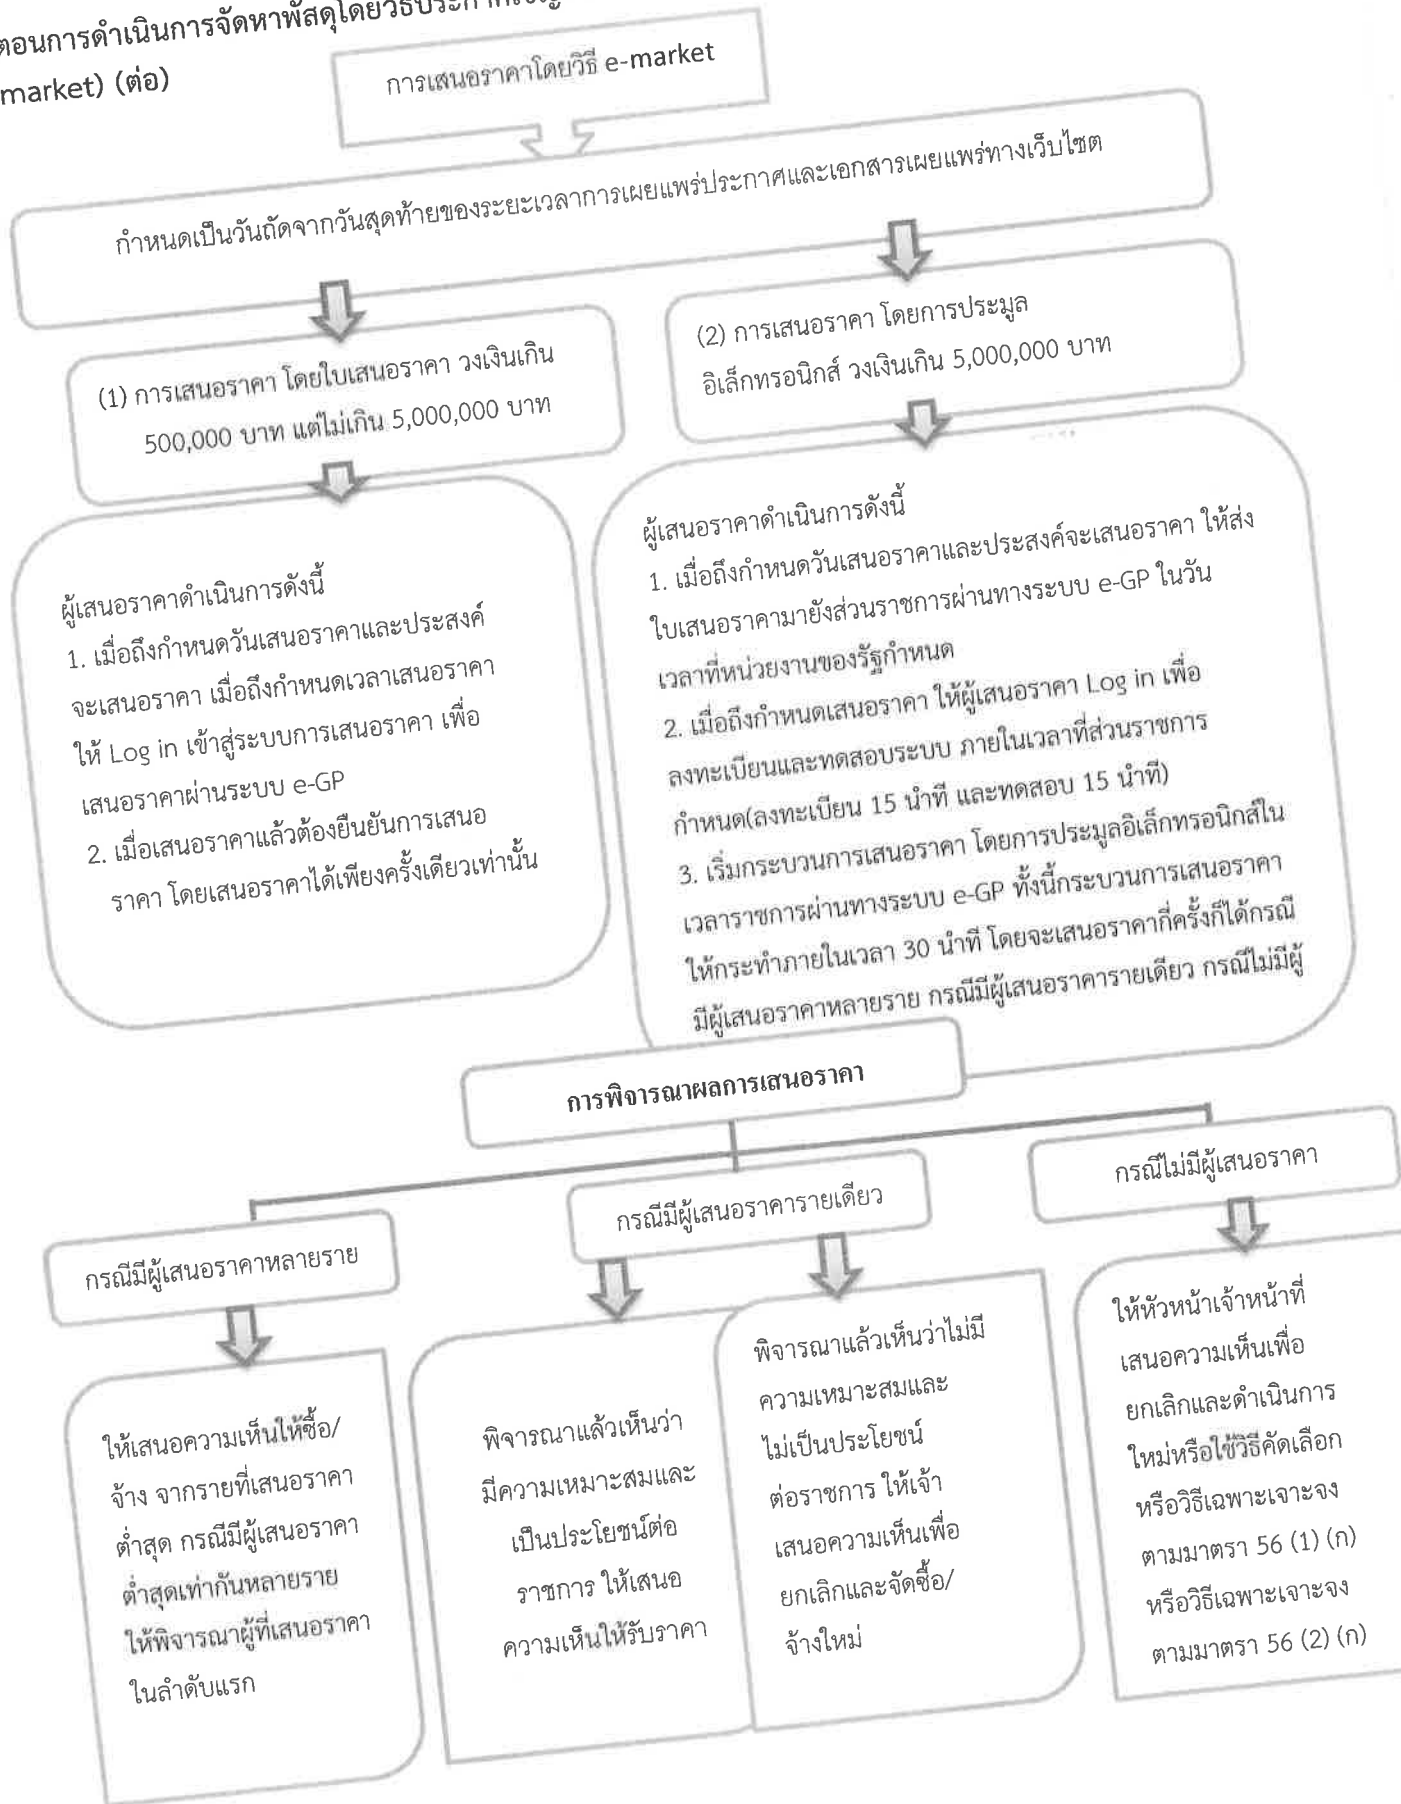 ตอนการดำเนินการจัดหาพัสดุโดยวิธีประกาศเชิญ
market) (ต่อ)
การเสนอราคาโดยวิธี e-market
กำหนดเป็นวันถัดจากวันสุดท้ายของระยะเวลาการเผยแพร่ประกาศและเอกสารเผยแพร่ทางเว็บไซต
(1) การเสนอราคา โดยใบเสนอราคา วงเงินเกิน
500,000 บาท แต่ไม่เกิน 5,000,000 บาท
(2) การเสนอราคา โดยการประมูล
อิเล็กทรอนิกส์ วงเงินเกิน 5,000,000 บาท
ผู้เสนอราคาดำเนินการดังนี้
1. เมื่อถึงกำหนดวันเสนอราคาและประสงค์
จะเสนอราคา เมื่อถึงกำหนดเวลาเสนอราคา
ให้ Log in เข้าสู่ระบบการเสนอราคา เพื่อ
เสนอราคาผ่านระบบ e-GP
2. เมื่อเสนอราคาแล้วต้องยืนยันการเสนอ
ราคา โดยเสนอราคาได้เพียงครั้งเดียวเท่านั้น
ผู้เสนอราคาดำเนินการดังนี้
1. เมื่อถึงกำหนดวันเสนอราคาและประสงค์จะเสนอราคา ให้ส่ง
ใบเสนอราคามายังส่วนราชการผ่านทางระบบ e-GP ในวัน
เวลาที่หน่วยงานของรัฐกำหนด
2. เมื่อถึงกำหนดเสนอราคา ให้ผู้เสนอราคา Log in เพื่อ
ลงทะเบียนและทดสอบระบบ ภายในเวลาที่ส่วนราชการ
กำหนด(ลงทะเบียน 15 นำที และทดสอบ 15 นำที)
3. เริ่มกระบวนการเสนอราคา โดยการประมูลอิเล็กทรอนิกส์ใน
เวลาราชการผ่านทางระบบ e-GP ทั้งนี้กระบวนการเสนอราคา
ให้กระทำภายในเวลา 30 นำที โดยจะเสนอราคากี่ครั้งก็ได้กรณี
มีผู้เสนอราคาหลายราย กรณีมีผู้เสนอราคารายเดียว กรณีไม่มีผู้
การพิจารณาผลการเสนอราคา
กรณีมีผู้เสนอราคาหลายราย
กรณีมีผู้เสนอราคารายเดียว
กรณีไม่มีผู้เสนอราคา
ให้เสนอความเห็นให้ซื้อ/
จ้าง จากรายที่เสนอราคา
ต่ำสุด กรณีมีผู้เสนอราคา
ต่ำสุดเท่ากันหลายราย
ให้พิจารณาผู้ที่เสนอราคา
ในลำดับแรก
พิจารณาแล้วเห็นว่า
มีความเหมาะสมและ
เป็นประโยชน์ต่อ
ราชการ ให้เสนอ
ความเห็นให้รับราคา
พิจารณาแล้วเห็นว่าไม่มี
ความเหมาะสมและ
ไม่เป็นประโยชน์
ต่อราชการ ให้เจ้า
เสนอความเห็นเพื่อ
ยกเลิกและจัดซื้อ/
จ้างใหม่
ให้หัวหน้าเจ้าหน้าที่
เสนอความเห็นเพื่อ
ยกเลิกและดำเนินการ
ใหม่หรือใช้วิธีคัดเลือก
หรือวิธีเฉพาะเจาะจง
ตามมาตรา 56 (1) (ก)
หรือวิธีเฉพาะเจาะจง
ตามมาตรา 56 (2) (ก)